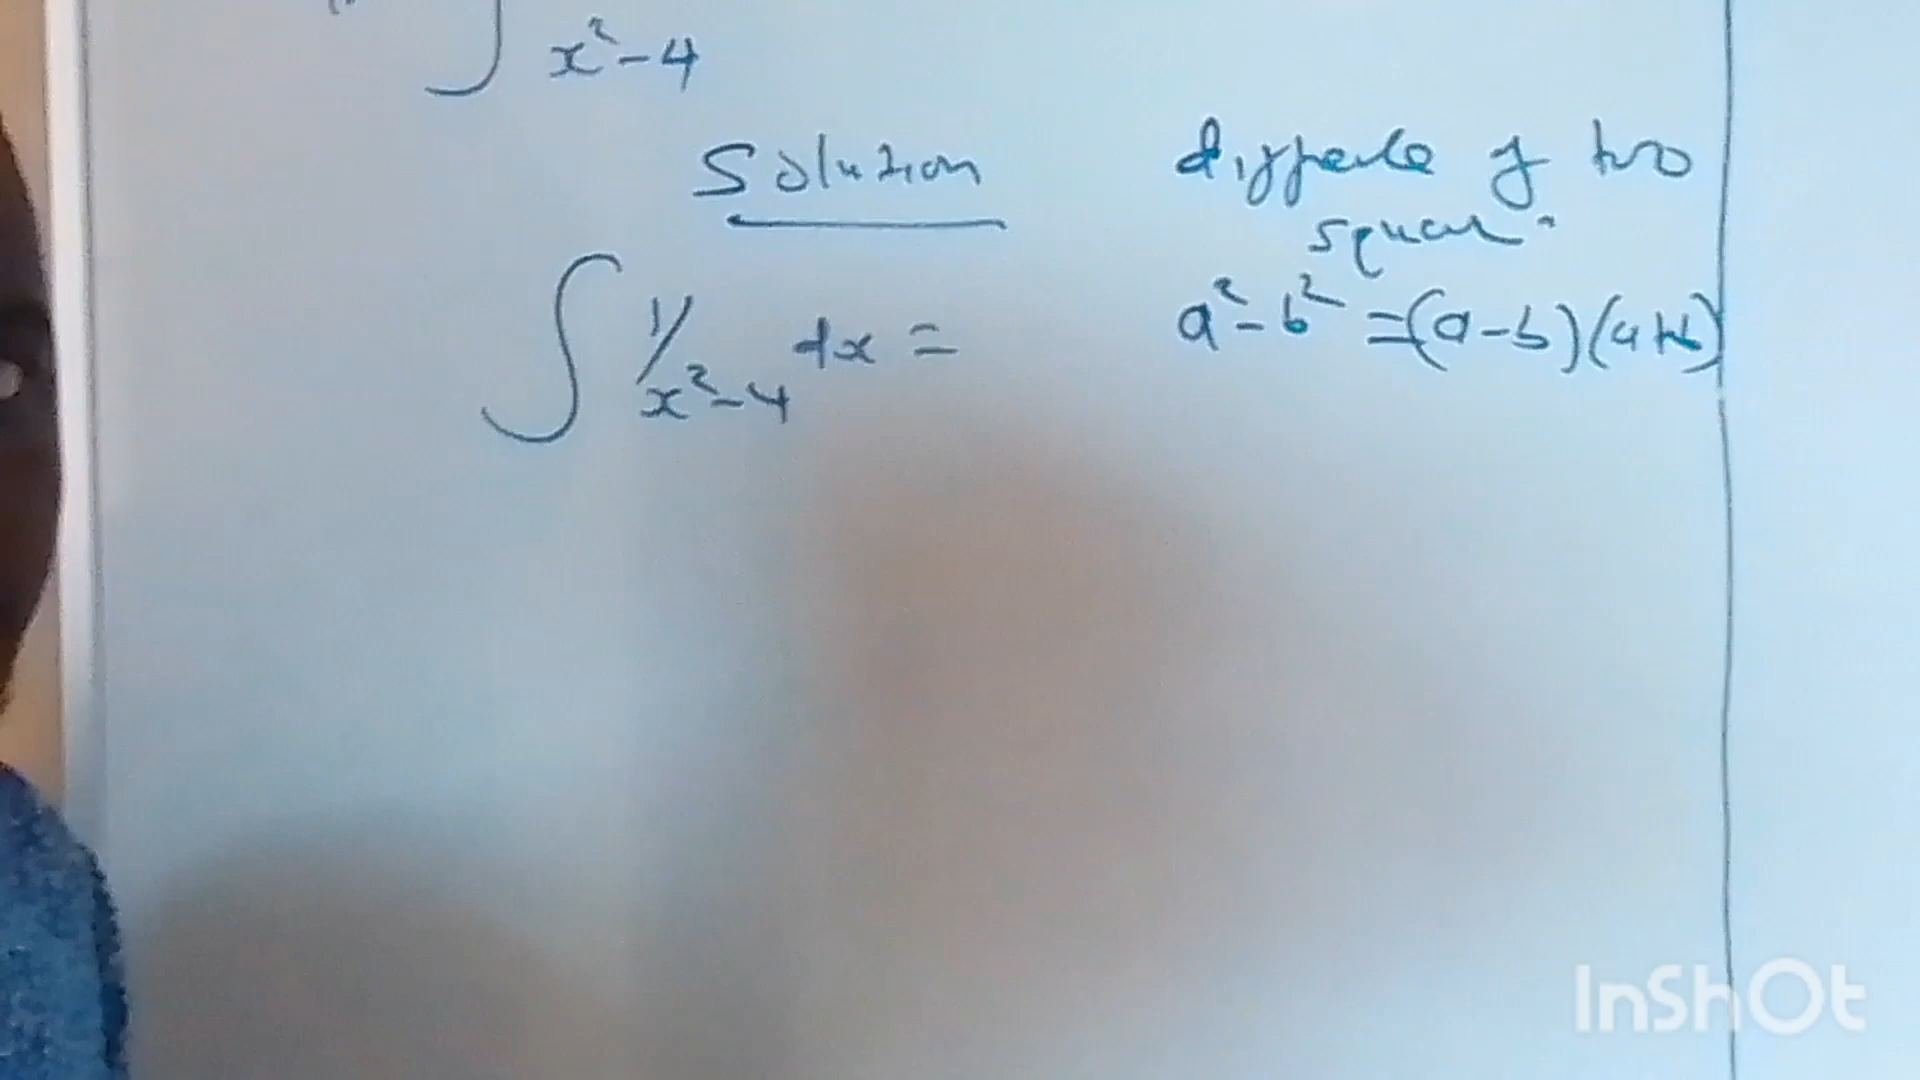 ∫ x² - 4
Solution
difference of two
square.
∫ 1/x² - 4 dx =
a² - b² = (a - b)(a + b)
InShOt